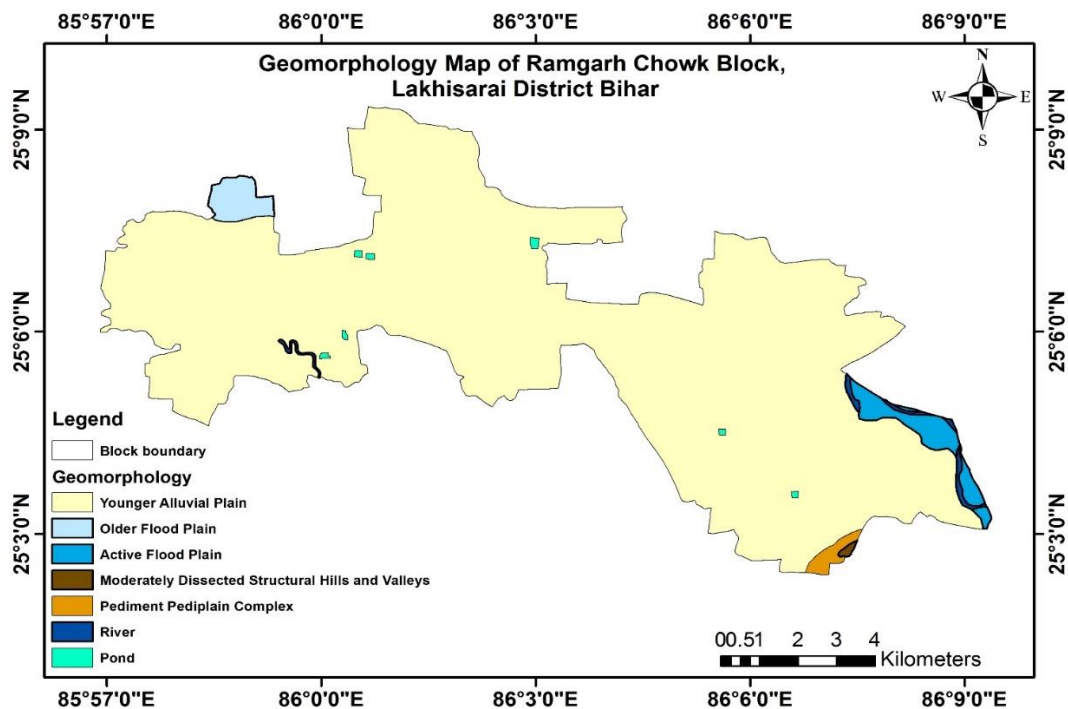 85°57'0"E 86°0'0"E 86°3'0"E 86°6'0"E 86°9'0"E
Geomorphology Map of Ramgarh Chowk Block,
Lakhisarai District Bihar
N
W E
S
25°9'0"N 25°9'0"N
25°6'0"N 25°6'0"N
25°3'0"N 25°3'0"N
Legend
Block boundary
Geomorphology
Younger Alluvial Plain
Older Flood Plain
Active Flood Plain
Moderately Dissected Structural Hills and Valleys
Pediment Pediplain Complex
River
Pond
00.51 2 3 4
Kilometers
85°57'0"E 86°0'0"E 86°3'0"E 86°6'0"E 86°9'0"E